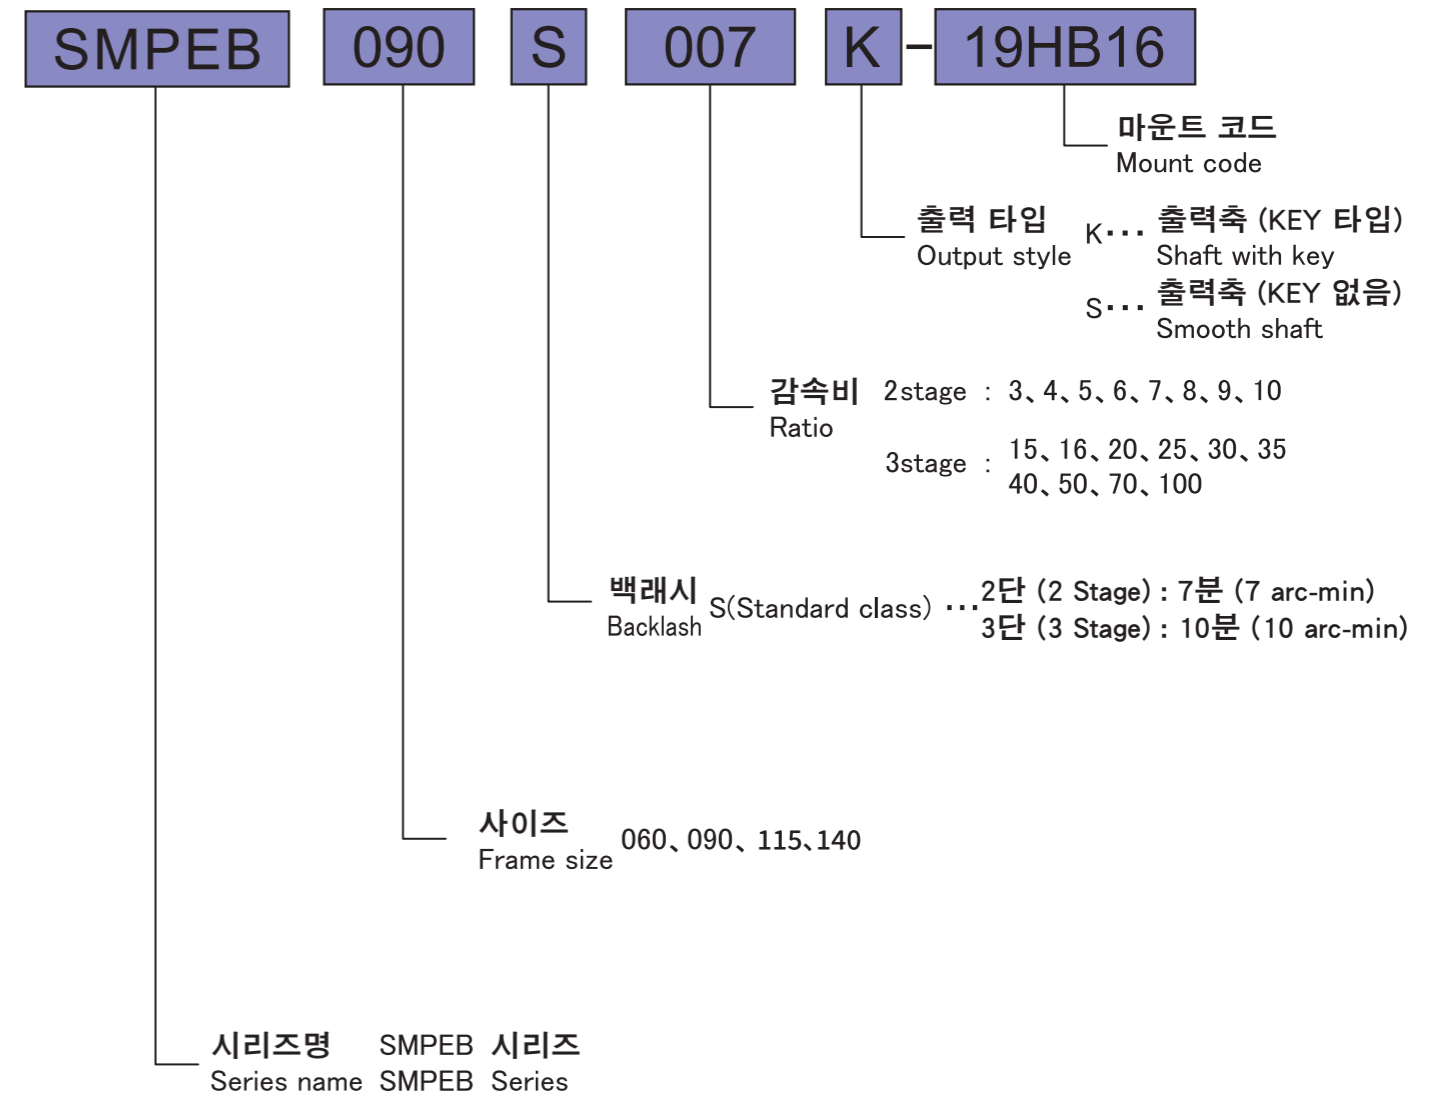 SMPEB 090 S 007 K-19HB16
마운트 코드
Mount code
출력 타입 K··· 출력축 (KEY 타입)
Output style Shaft with key
S··· 출력축 (KEY 없음)
Smooth shaft
감속비 2stage : 3、4、5、6、7、8、9、10
Ratio
3stage : 15、16、20、25、30、35
40、50、70、100
백래시 S(Standard class) ··· 2단 (2 Stage) : 7분 (7 arc-min)
Backlash 3단 (3 Stage) : 10분 (10 arc-min)
사이즈 060、090、115、140
Frame size
시리즈명 SMPEB 시리즈
Series name SMPEB Series